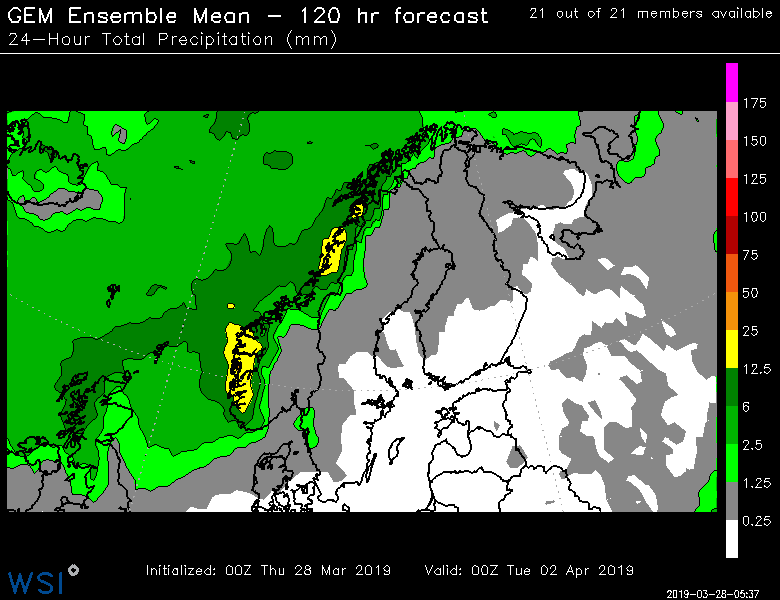 GEM Ensemble Mean - 120 hr forecast
21 out of 21 members available
24-Hour Total Precipitation (mm)
175
150
125
100
75
50
25
12.5
6
2.5
1.25
0.25
Initialized: 00Z Thu 28 Mar 2019
Valid: 00Z Tue 02 Apr 2019
WSI
2019-03-28-05:37